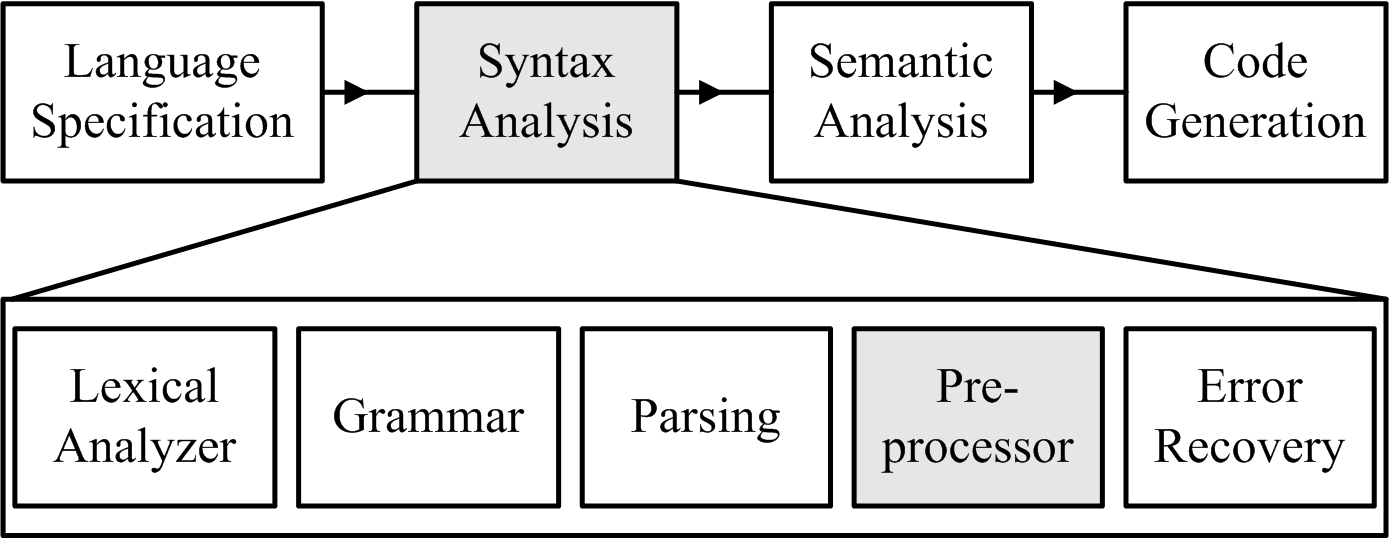 Language
Specification
Syntax
Analysis
Semantic
Analysis
Code
Generation
Lexical
Analyzer
Grammar
Parsing
Pre-
processor
Error
Recovery